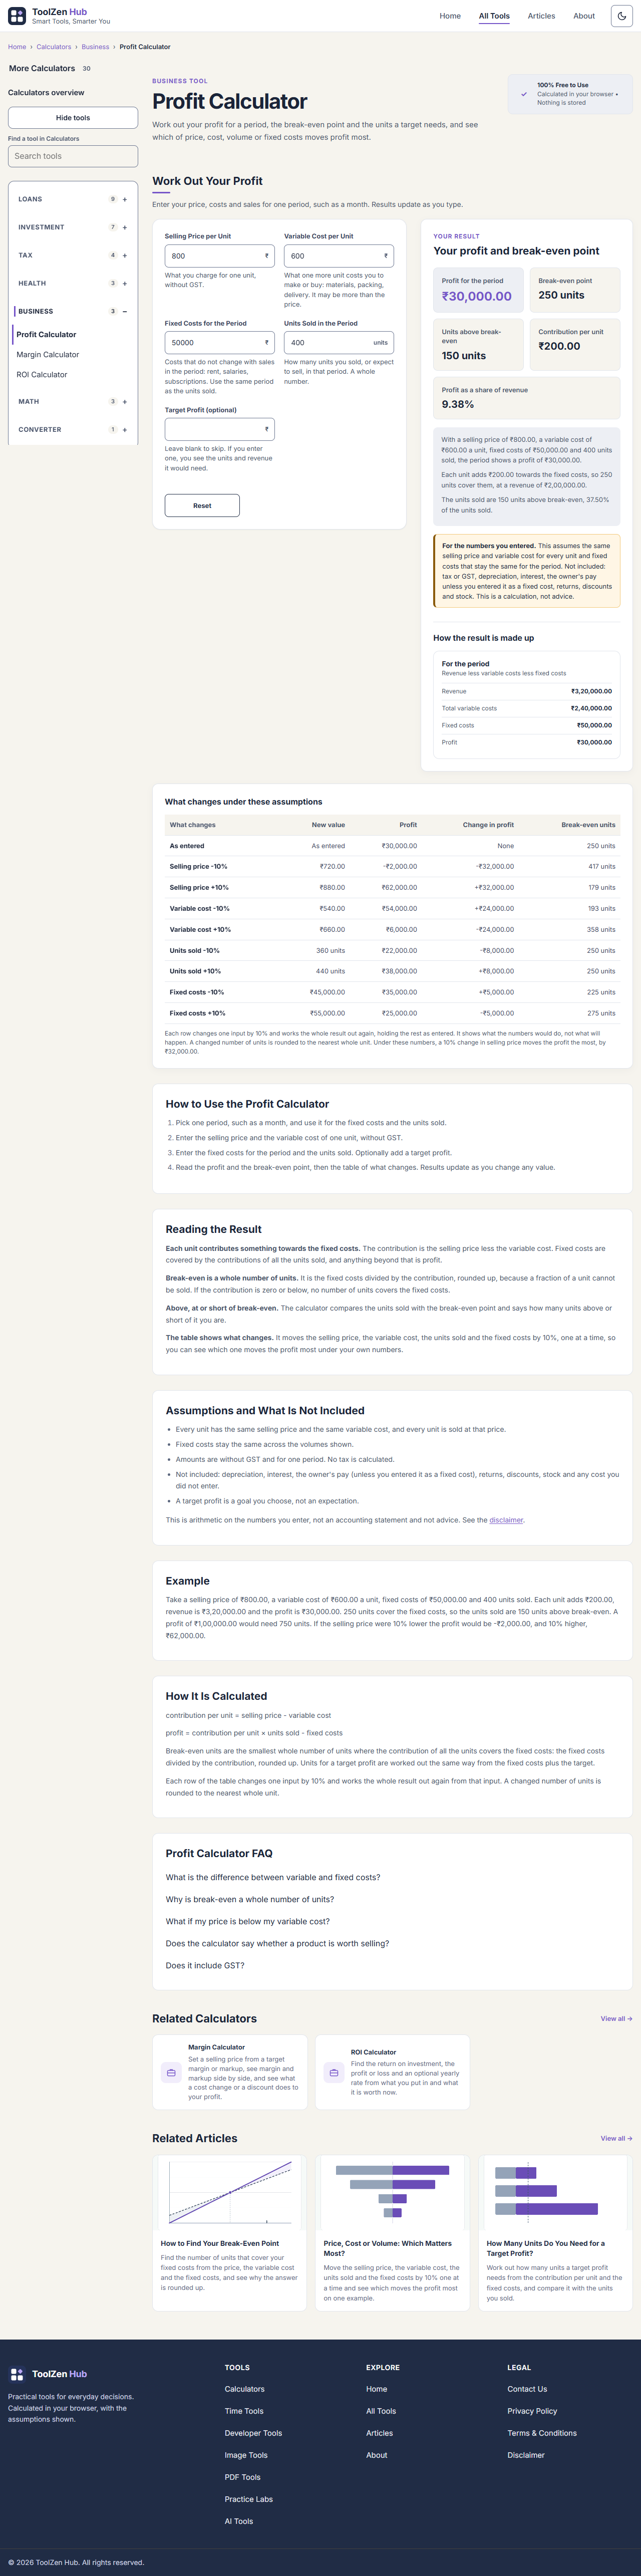 ToolZen Hub
Smart Tools, Smarter You
Home
All Tools
Articles
About
Home › Calculators › Business › Profit Calculator
More Calculators 30
Calculators overview
Hide tools
Find a tool in Calculators
Search tools
LOANS 9 +
INVESTMENT 7 +
TAX 4 +
HEALTH 3 +
BUSINESS 3 −
Profit Calculator
Margin Calculator
ROI Calculator
MATH 3 +
CONVERTER 1 +
BUSINESS TOOL
Profit Calculator
Work out your profit for a period, the break-even point and the units a target needs, and see
which of price, cost, volume or fixed costs moves profit most.
✓
100% Free to Use
Calculated in your browser •
Nothing is stored
Work Out Your Profit
Enter your price, costs and sales for one period, such as a month. Results update as you type.
Selling Price per Unit
800 ₹
What you charge for one unit,
without GST.
Variable Cost per Unit
600 ₹
What one more unit costs you to
make or buy: materials, packing,
delivery. It may be more than the
price.
Fixed Costs for the Period
50000 ₹
Costs that do not change with sales
in the period: rent, salaries,
subscriptions. Use the same period
as the units sold.
Units Sold in the Period
400 units
How many units you sold, or expect
to sell, in that period. A whole
number.
Target Profit (optional)
₹
Leave blank to skip. If you enter
one, you see the units and revenue
it would need.
Reset
YOUR RESULT
Your profit and break-even point
Profit for the period
₹30,000.00
Break-even point
250 units
Units above break-
even
150 units
Contribution per unit
₹200.00
Profit as a share of revenue
9.38%
With a selling price of ₹800.00, a variable cost of
₹600.00 a unit, fixed costs of ₹50,000.00 and 400 units
sold, the period shows a profit of ₹30,000.00.
Each unit adds ₹200.00 towards the fixed costs, so 250
units cover them, at a revenue of ₹2,00,000.00.
The units sold are 150 units above break-even, 37.50%
of the units sold.
For the numbers you entered. This assumes the same
selling price and variable cost for every unit and fixed
costs that stay the same for the period. Not included:
tax or GST, depreciation, interest, the owner's pay
unless you entered it as a fixed cost, returns, discounts
and stock. This is a calculation, not advice.
How the result is made up
For the period
Revenue less variable costs less fixed costs
Revenue ₹3,20,000.00
Total variable costs ₹2,40,000.00
Fixed costs ₹50,000.00
Profit ₹30,000.00
What changes under these assumptions
What changes New value Profit Change in profit Break-even units
As entered As entered ₹30,000.00 None 250 units
Selling price -10% ₹720.00 -₹2,000.00 -₹32,000.00 417 units
Selling price +10% ₹880.00 ₹62,000.00 +₹32,000.00 179 units
Variable cost -10% ₹540.00 ₹54,000.00 +₹24,000.00 193 units
Variable cost +10% ₹660.00 ₹6,000.00 -₹24,000.00 358 units
Units sold -10% 360 units ₹22,000.00 -₹8,000.00 250 units
Units sold +10% 440 units ₹38,000.00 +₹8,000.00 250 units
Fixed costs -10% ₹45,000.00 ₹35,000.00 +₹5,000.00 225 units
Fixed costs +10% ₹55,000.00 ₹25,000.00 -₹5,000.00 275 units
Each row changes one input by 10% and works the whole result out again, holding the rest as entered. It shows what the numbers would do, not what will
happen. A changed number of units is rounded to the nearest whole unit. Under these numbers, a 10% change in selling price moves the profit the most, by
₹32,000.00.
How to Use the Profit Calculator
1. Pick one period, such as a month, and use it for the fixed costs and the units sold.
2. Enter the selling price and the variable cost of one unit, without GST.
3. Enter the fixed costs for the period and the units sold. Optionally add a target profit.
4. Read the profit and the break-even point, then the table of what changes. Results update as you change any value.
Reading the Result
Each unit contributes something towards the fixed costs. The contribution is the selling price less the variable cost. Fixed costs are
covered by the contributions of all the units sold, and anything beyond that is profit.
Break-even is a whole number of units. It is the fixed costs divided by the contribution, rounded up, because a fraction of a unit cannot
be sold. If the contribution is zero or below, no number of units covers the fixed costs.
Above, at or short of break-even. The calculator compares the units sold with the break-even point and says how many units above or
short of it you are.
The table shows what changes. It moves the selling price, the variable cost, the units sold and the fixed costs by 10%, one at a time, so
you can see which one moves the profit most under your own numbers.
Assumptions and What Is Not Included
• Every unit has the same selling price and the same variable cost, and every unit is sold at that price.
• Fixed costs stay the same across the volumes shown.
• Amounts are without GST and for one period. No tax is calculated.
• Not included: depreciation, interest, the owner's pay (unless you entered it as a fixed cost), returns, discounts, stock and any cost you
did not enter.
• A target profit is a goal you choose, not an expectation.
This is arithmetic on the numbers you enter, not an accounting statement and not advice. See the disclaimer.
Example
Take a selling price of ₹800.00, a variable cost of ₹600.00 a unit, fixed costs of ₹50,000.00 and 400 units sold. Each unit adds ₹200.00,
revenue is ₹3,20,000.00 and the profit is ₹30,000.00. 250 units cover the fixed costs, so the units sold are 150 units above break-even. A
profit of ₹1,00,000.00 would need 750 units. If the selling price were 10% lower the profit would be -₹2,000.00, and 10% higher,
₹62,000.00.
How It Is Calculated
contribution per unit = selling price - variable cost
profit = contribution per unit × units sold - fixed costs
Break-even units are the smallest whole number of units where the contribution of all the units covers the fixed costs: the fixed costs
divided by the contribution, rounded up. Units for a target profit are worked out the same way from the fixed costs plus the target.
Each row of the table changes one input by 10% and works the whole result out again from that input. A changed number of units is
rounded to the nearest whole unit.
Profit Calculator FAQ
What is the difference between variable and fixed costs?
Why is break-even a whole number of units?
What if my price is below my variable cost?
Does the calculator say whether a product is worth selling?
Does it include GST?
Related Calculators
View all →
Margin Calculator
Set a selling price from a target
margin or markup, see margin and
markup side by side, and see what
a cost change or a discount does to
your profit.
ROI Calculator
Find the return on investment, the
profit or loss and an optional yearly
rate from what you put in and what
it is worth now.
Related Articles
View all →
How to Find Your Break-Even Point
Find the number of units that cover your
fixed costs from the price, the variable cost
and the fixed costs, and see why the answer
is rounded up.
Price, Cost or Volume: Which Matters
Most?
Move the selling price, the variable cost, the
units sold and the fixed costs by 10% one at
a time and see which moves the profit most
on one example.
How Many Units Do You Need for a
Target Profit?
Work out how many units a target profit
needs from the contribution per unit and the
fixed costs, and compare it with the units
you sold.
ToolZen Hub
Practical tools for everyday decisions.
Calculated in your browser, with the
assumptions shown.
TOOLS
Calculators
Time Tools
Developer Tools
Image Tools
PDF Tools
Practice Labs
AI Tools
EXPLORE
Home
All Tools
Articles
About
LEGAL
Contact Us
Privacy Policy
Terms & Conditions
Disclaimer
© 2026 ToolZen Hub. All rights reserved.